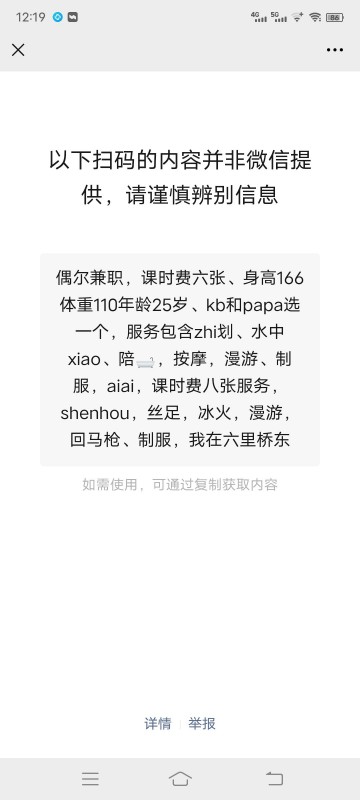 12:19
4G 5G 86
以下扫码的内容并非微信提
供，请谨慎辨别信息
偶尔兼职，课时费六张、身高166
体重110年龄25岁、kb和papa选
一个，服务包含zhi划、水中
xiao、陪🛁，按摩，漫游、制
服，aiai，课时费八张服务，
shenhou，丝足，冰火，漫游，
回马枪、制服，我在六里桥东
如需使用，可通过复制获取内容
详情 举报